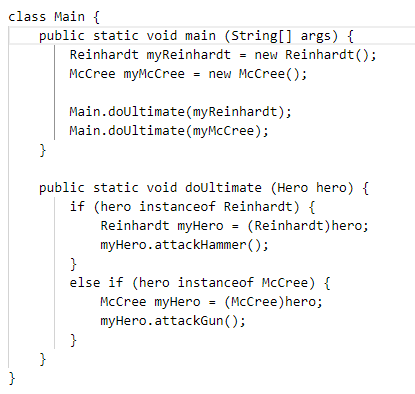 class Main {
    public static void main (String[] args) {
        Reinhardt myReinhardt = new Reinhardt();
        McCree myMcCree = new McCree();

        Main.doUltimate(myReinhardt);
        Main.doUltimate(myMcCree);
    }

    public static void doUltimate (Hero hero) {
        if (hero instanceof Reinhardt) {
            Reinhardt myHero = (Reinhardt)hero;
            myHero.attackHammer();
        }
        else if (hero instanceof McCree) {
            McCree myHero = (McCree)hero;
            myHero.attackGun();
        }
    }
}